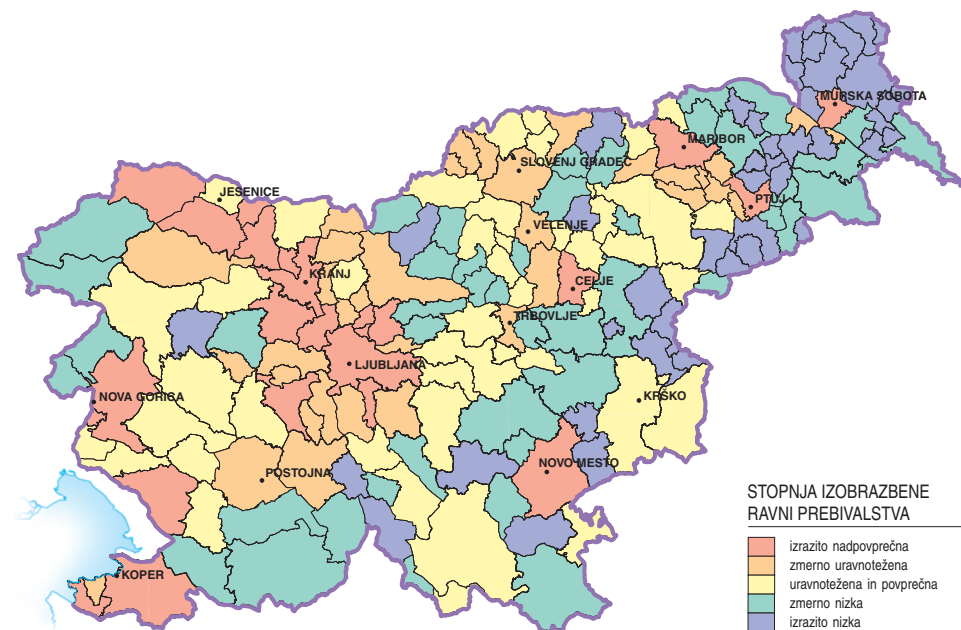 MURSKA SOBOTA
MARIBOR
SLOVENJ GRADEC
JESENICE
PTUJ
VELENJE
KRANJ
CELJE
TRBOVLJE
LJUBLJANA
NOVA GORICA
KRŠKO
POSTOJNA
NOVO MESTO
KOPER
STOPNJA IZOBRAZBENE
RAVNI PREBIVALSTVA
izrazito nadpovprečna
zmerno uravnotežena
uravnotežena in povprečna
zmerno nizka
izrazito nizka